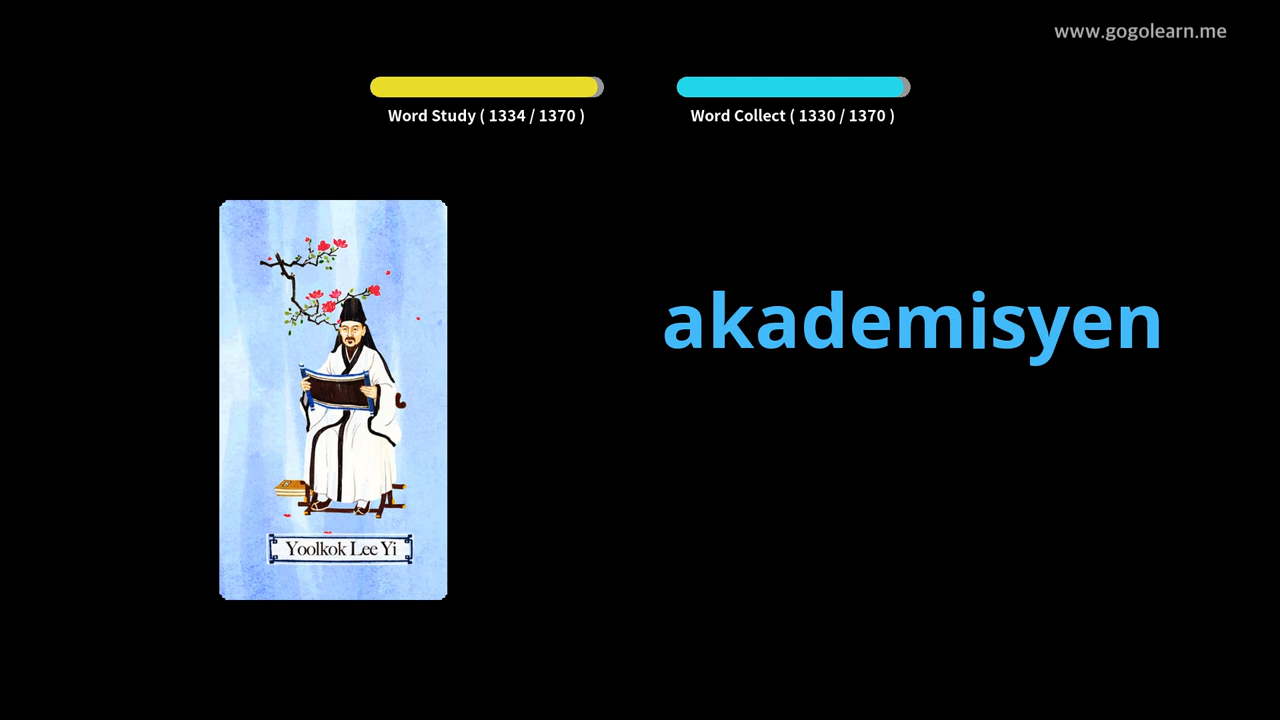 www.gogolearn.me
Word Study ( 1334 / 1370 )
Word Collect ( 1330 / 1370 )
akademisyen
Yoolkok Lee Yi